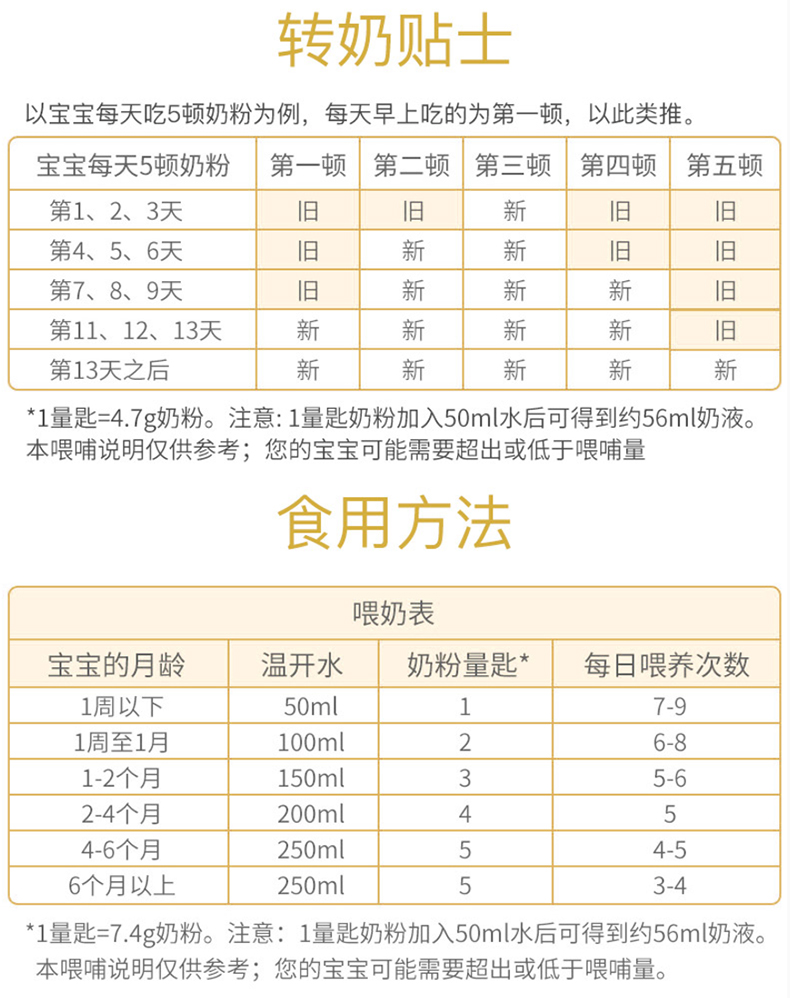 转奶贴士
以宝宝每天吃5顿奶粉为例，每天早上吃的为第一顿，以此类推。
宝宝每天5顿奶粉 第一顿 第二顿 第三顿 第四顿 第五顿
第1、2、3天 旧 旧 新 旧 旧
第4、5、6天 旧 新 新 旧 旧
第7、8、9天 旧 新 新 新 旧
第11、12、13天 新 新 新 新 旧
第13天之后 新 新 新 新 新
*1量匙=4.7g奶粉。注意: 1量匙奶粉加入50ml水后可得到约56ml奶液。
本喂哺说明仅供参考；您的宝宝可能需要超出或低于喂哺量
食用方法
喂奶表
宝宝的月龄 温开水 奶粉量匙* 每日喂养次数
1周以下 50ml 1 7-9
1周至1月 100ml 2 6-8
1-2个月 150ml 3 5-6
2-4个月 200ml 4 5
4-6个月 250ml 5 4-5
6个月以上 250ml 5 3-4
*1量匙=7.4g奶粉。注意：1量匙奶粉加入50ml水后可得到约56ml奶液。
本喂哺说明仅供参考；您的宝宝可能需要超出或低于喂哺量。